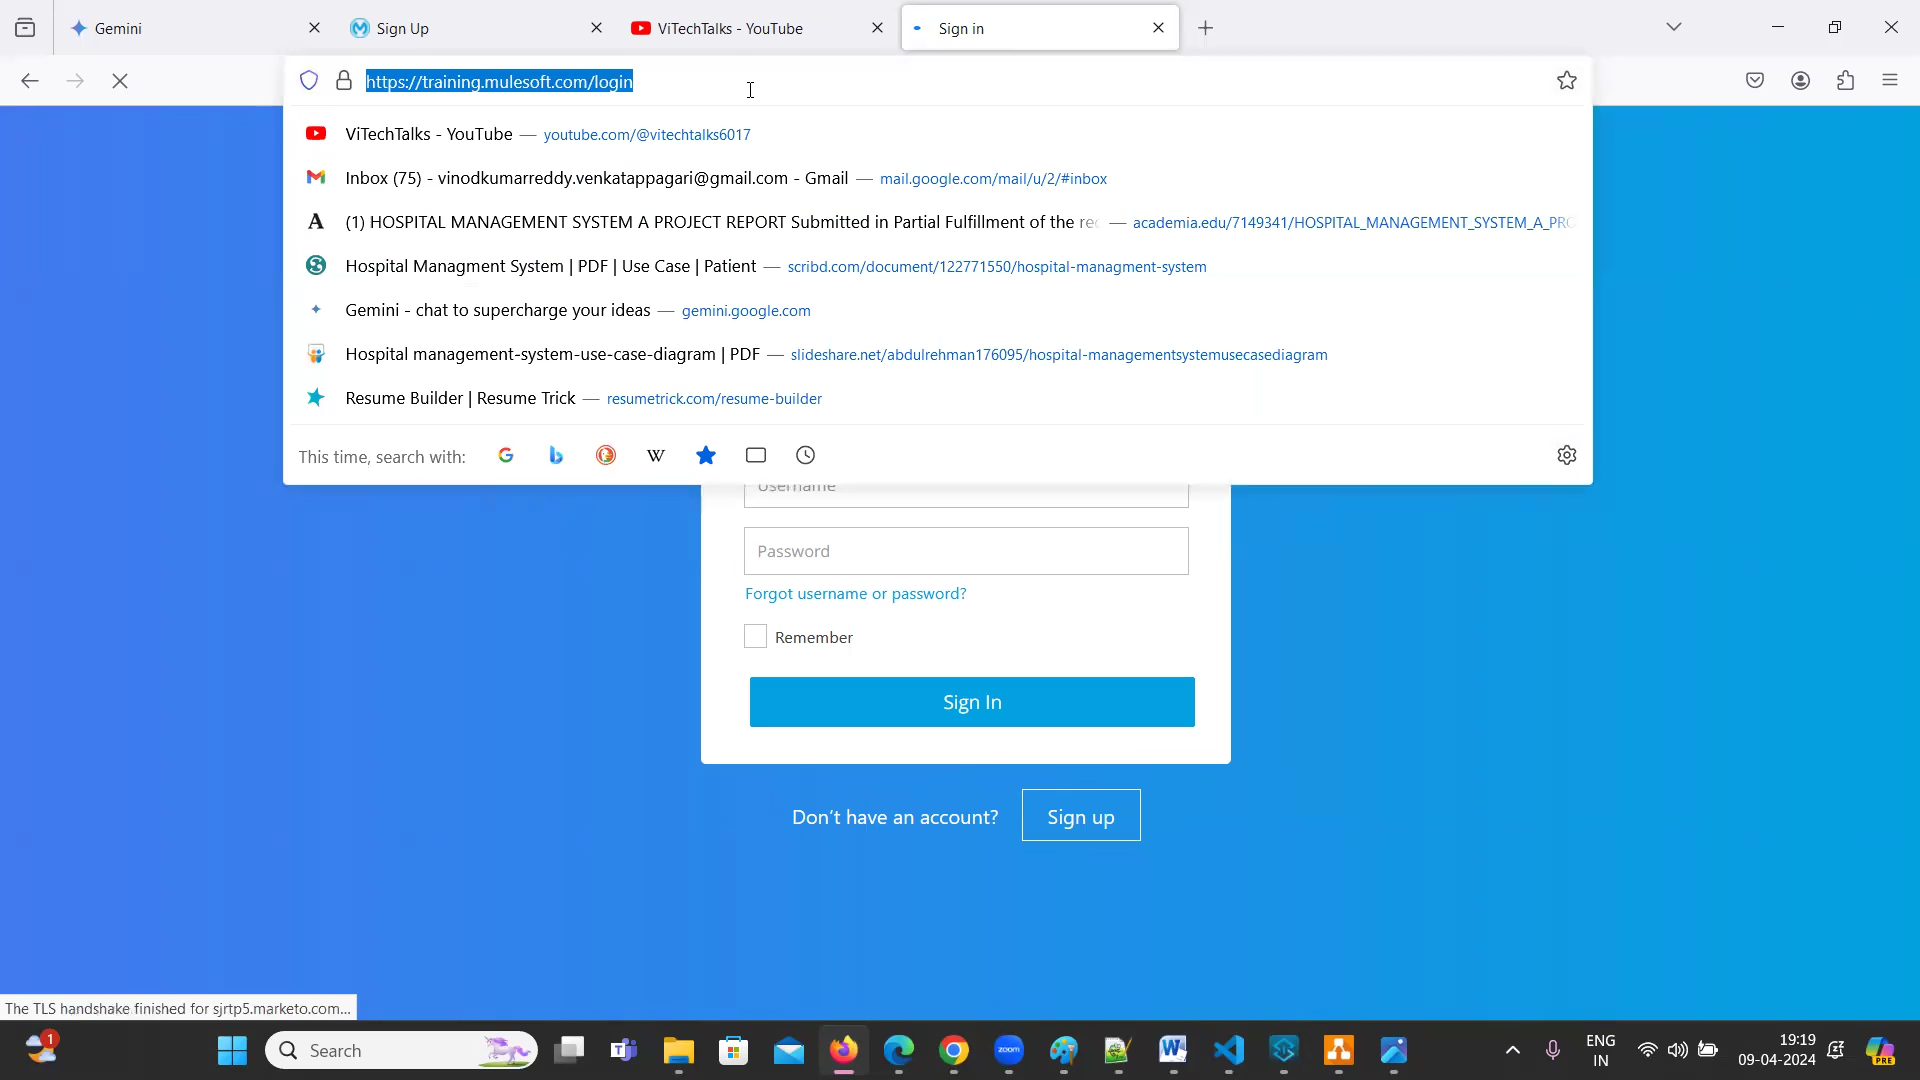 Gemini
Sign Up
ViTechTalks - YouTube
Sign in
https://training.mulesoft.com/login
ViTechTalks - YouTube — youtube.com/@vitechtalks6017
Inbox (75) - vinodkumarreddy.venkatappagari@gmail.com - Gmail — mail.google.com/mail/u/2/#inbox
(1) HOSPITAL MANAGEMENT SYSTEM A PROJECT REPORT Submitted in Partial Fulfillment of the rec — academia.edu/7149341/HOSPITAL_MANAGEMENT_SYSTEM_A_PRO
Hospital Managment System | PDF | Use Case | Patient — scribd.com/document/122771550/hospital-managment-system
Gemini - chat to supercharge your ideas — gemini.google.com
Hospital management-system-use-case-diagram | PDF — slideshare.net/abdulrehman176095/hospital-managementsystemusecasediagram
Resume Builder | Resume Trick — resumetrick.com/resume-builder
This time, search with:
Username
Password
Forgot username or password?
Remember
Sign In
Don't have an account?
Sign up
The TLS handshake finished for sjrtp5.marketo.com...
1
Search
zoom
ENG
IN
19:19
09-04-2024
PRE